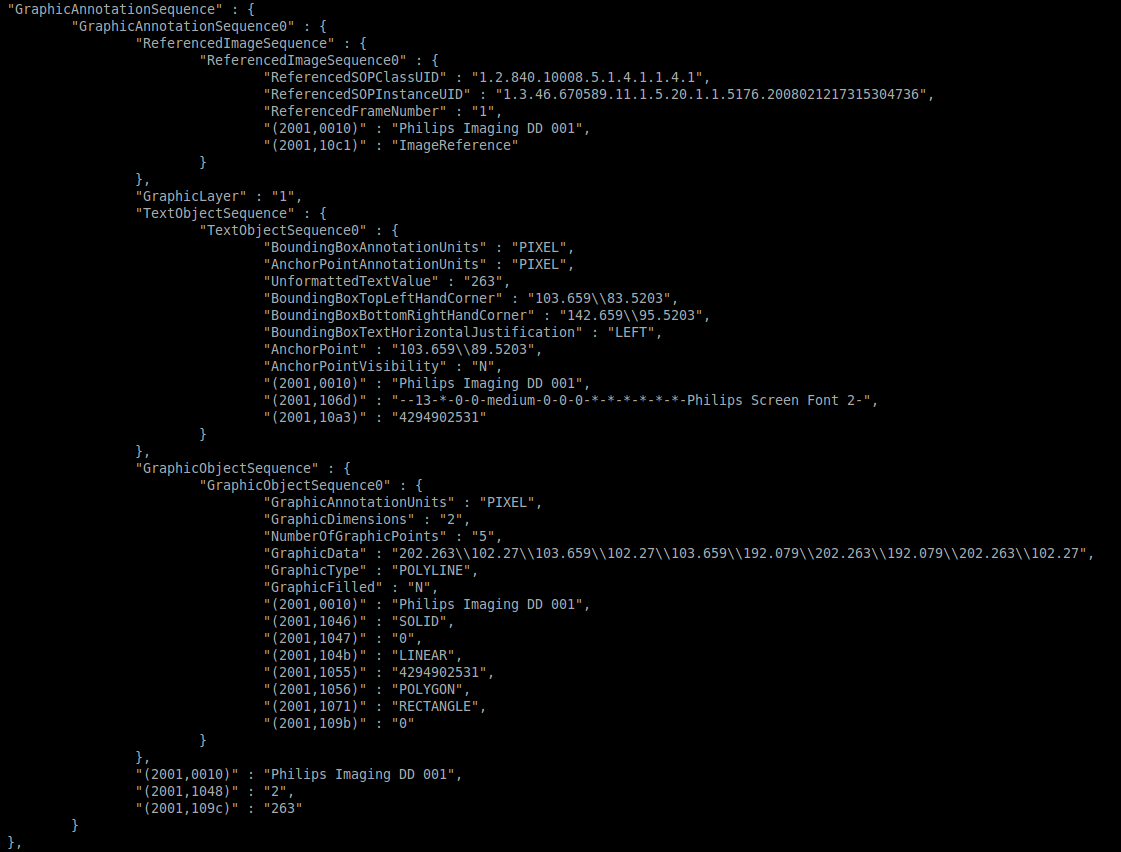 "GraphicAnnotationSequence" : {
"GraphicAnnotationSequence0" : {
"ReferencedImageSequence" : {
"ReferencedImageSequence0" : {
"ReferencedSOPClassUID" : "1.2.840.10008.5.1.4.1.1.4.1",
"ReferencedSOPInstanceUID" : "1.3.46.670589.11.1.5.20.1.1.5176.2008021217315304736",
"ReferencedFrameNumber" : "1",
"(2001,0010)" : "Philips Imaging DD 001",
"(2001,10c1)" : "ImageReference"
}
},
"GraphicLayer" : "1",
"TextObjectSequence" : {
"TextObjectSequence0" : {
"BoundingBoxAnnotationUnits" : "PIXEL",
"AnchorPointAnnotationUnits" : "PIXEL",
"UnformattedTextValue" : "263",
"BoundingBoxTopLeftHandCorner" : "103.659\\83.5203",
"BoundingBoxBottomRightHandCorner" : "142.659\\95.5203",
"BoundingBoxTextHorizontalJustification" : "LEFT",
"AnchorPoint" : "103.659\\89.5203",
"AnchorPointVisibility" : "N",
"(2001,0010)" : "Philips Imaging DD 001",
"(2001,106d)" : "--13-*-0-0-medium-0-0-0-*-*-*-*-*-*-Philips Screen Font 2-",
"(2001,10a3)" : "4294902531"
}
},
"GraphicObjectSequence" : {
"GraphicObjectSequence0" : {
"GraphicAnnotationUnits" : "PIXEL",
"GraphicDimensions" : "2",
"NumberOfGraphicPoints" : "5",
"GraphicData" : "202.263\\102.27\\103.659\\102.27\\103.659\\192.079\\202.263\\192.079\\202.263\\102.27",
"GraphicType" : "POLYLINE",
"GraphicFilled" : "N",
"(2001,0010)" : "Philips Imaging DD 001",
"(2001,1046)" : "SOLID",
"(2001,1047)" : "0",
"(2001,104b)" : "LINEAR",
"(2001,1055)" : "4294902531",
"(2001,1056)" : "POLYGON",
"(2001,1071)" : "RECTANGLE",
"(2001,109b)" : "0"
}
},
"(2001,0010)" : "Philips Imaging DD 001",
"(2001,1048)" : "2",
"(2001,109c)" : "263"
}
},